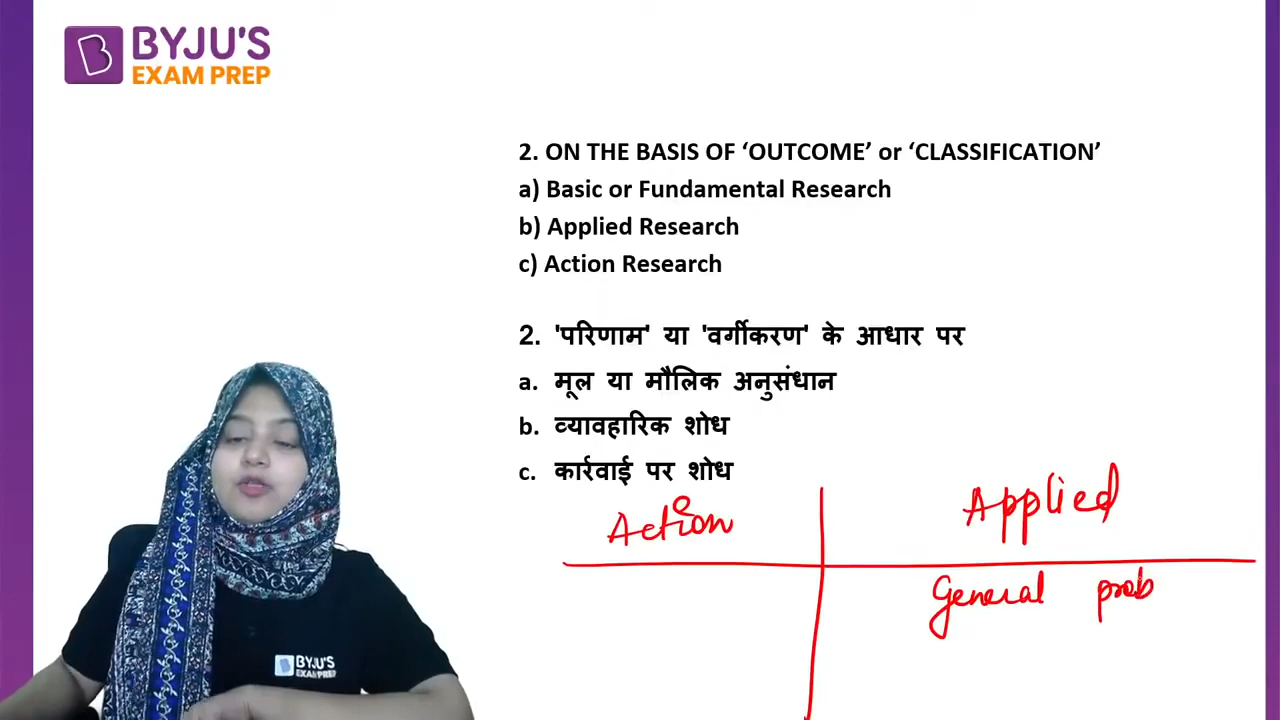 BYJU'S
EXAM PREP
2. ON THE BASIS OF ‘OUTCOME’ or ‘CLASSIFICATION’
a) Basic or Fundamental Research
b) Applied Research
c) Action Research
2. 'परिणाम' या 'वर्गीकरण' के आधार पर
a. मूल या मौलिक अनुसंधान
b. व्यावहारिक शोध
c. कार्रवाई पर शोध
Action
Applied
General prob
BYJU'S
EXAM PREP